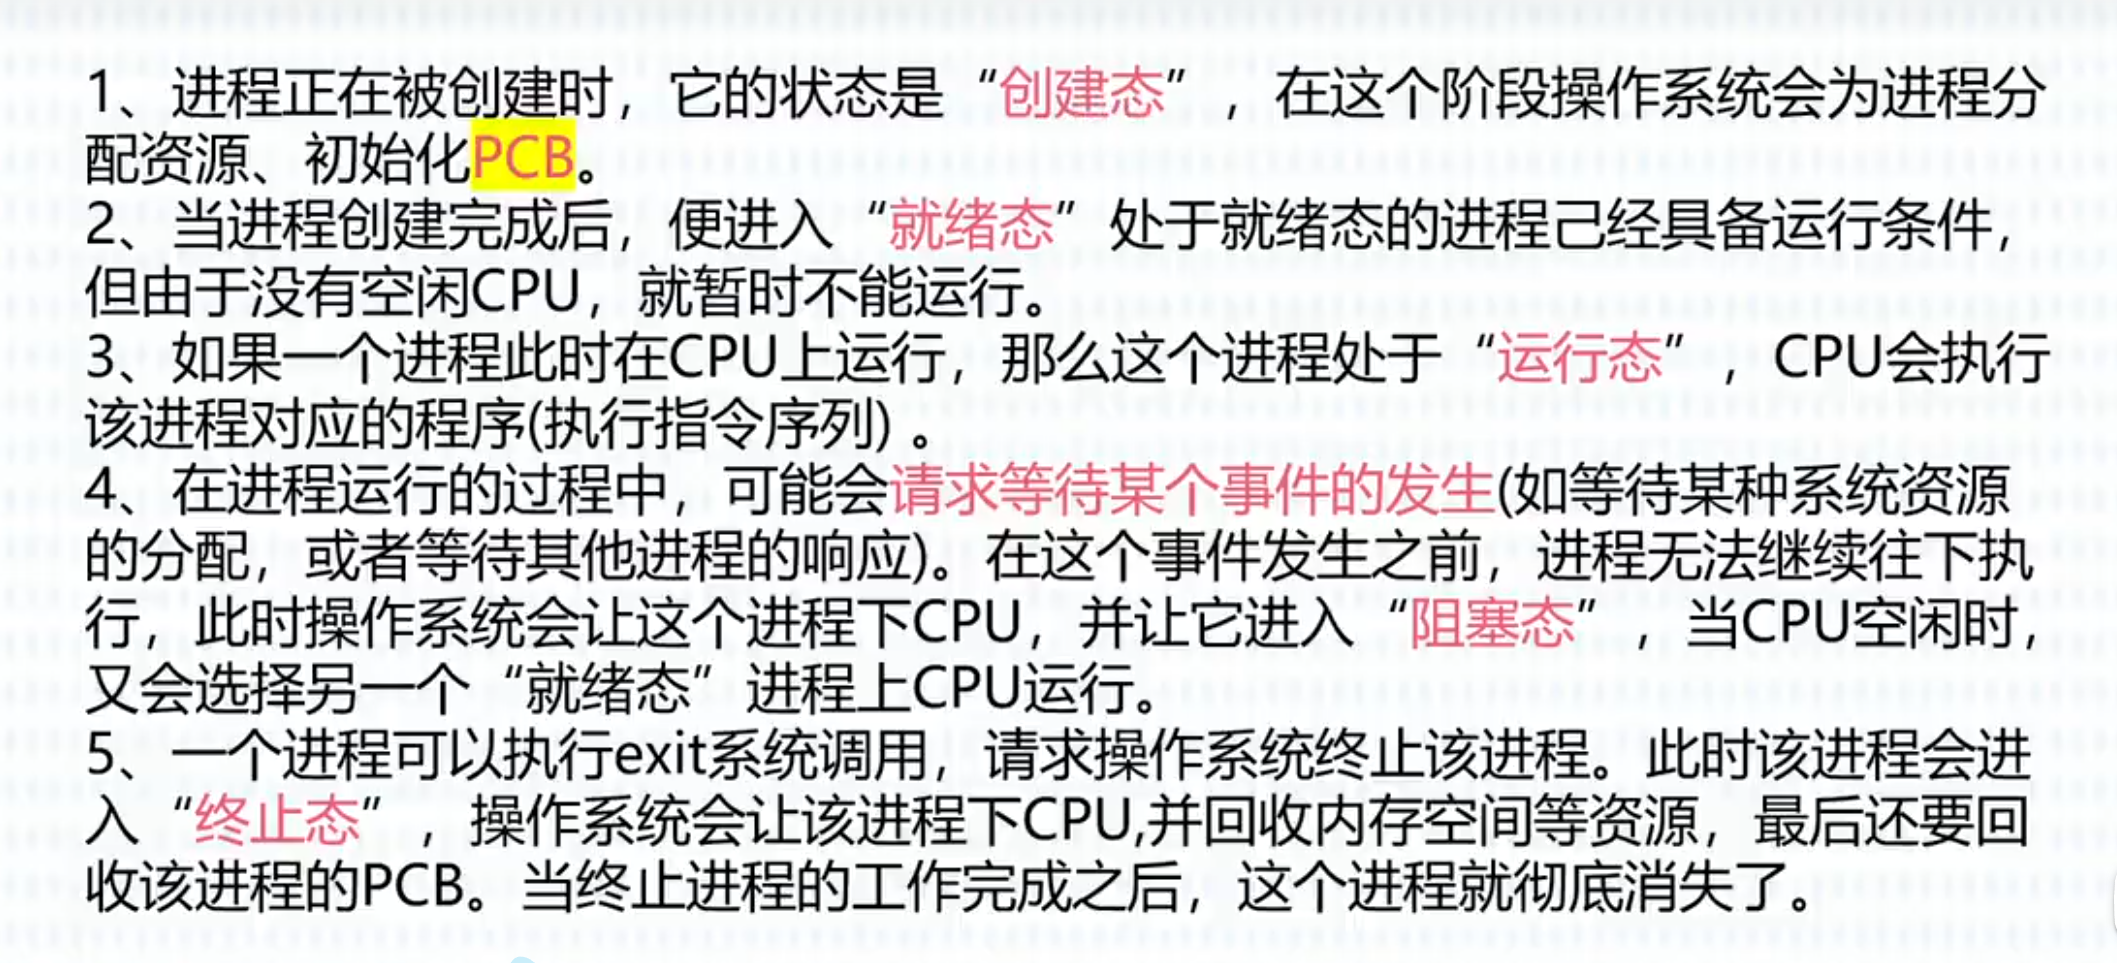 1、进程正在被创建时，它的状态是“创建态”，在这个阶段操作系统会为进程分
配资源、初始化PCB。
2、当进程创建完成后，便进入“就绪态”处于就绪态的进程己经具备运行条件，
但由于没有空闲CPU，就暂时不能运行。
3、如果一个进程此时在CPU上运行，那么这个进程处于“运行态”，CPU会执行
该进程对应的程序(执行指令序列) 。
4、在进程运行的过程中，可能会请求等待某个事件的发生(如等待某种系统资源
的分配，或者等待其他进程的响应)。在这个事件发生之前，进程无法继续往下执
行，此时操作系统会让这个进程下CPU，并让它进入“阻塞态”，当CPU空闲时，
又会选择另一个“就绪态”进程上CPU运行。
5、一个进程可以执行exit系统调用，请求操作系统终止该进程。此时该进程会进
入“终止态”，操作系统会让该进程下CPU,并回收内存空间等资源，最后还要回
收该进程的PCB。当终止进程的工作完成之后，这个进程就彻底消失了。